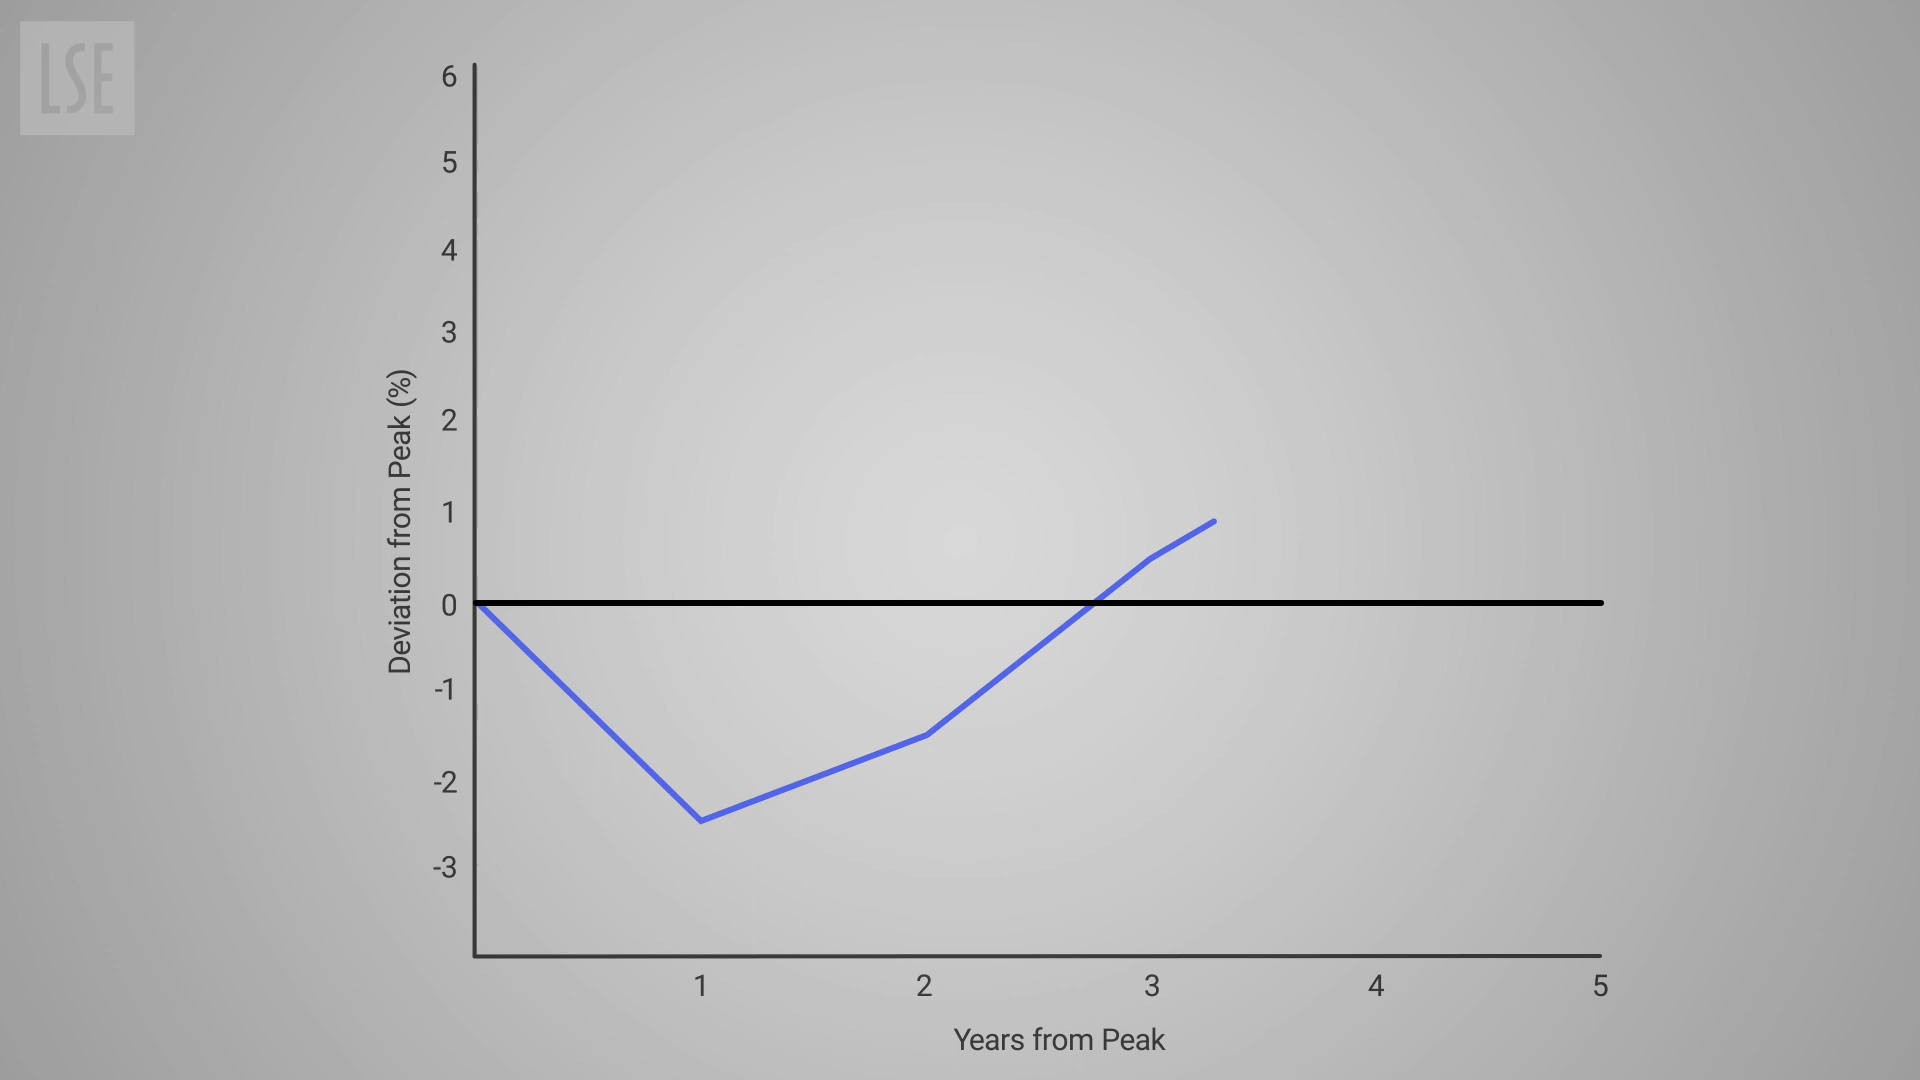 LSE
6
5
4
3
2
1
0
-1
-2
-3
Deviation from Peak (%)
1 2 3 4 5
Years from Peak